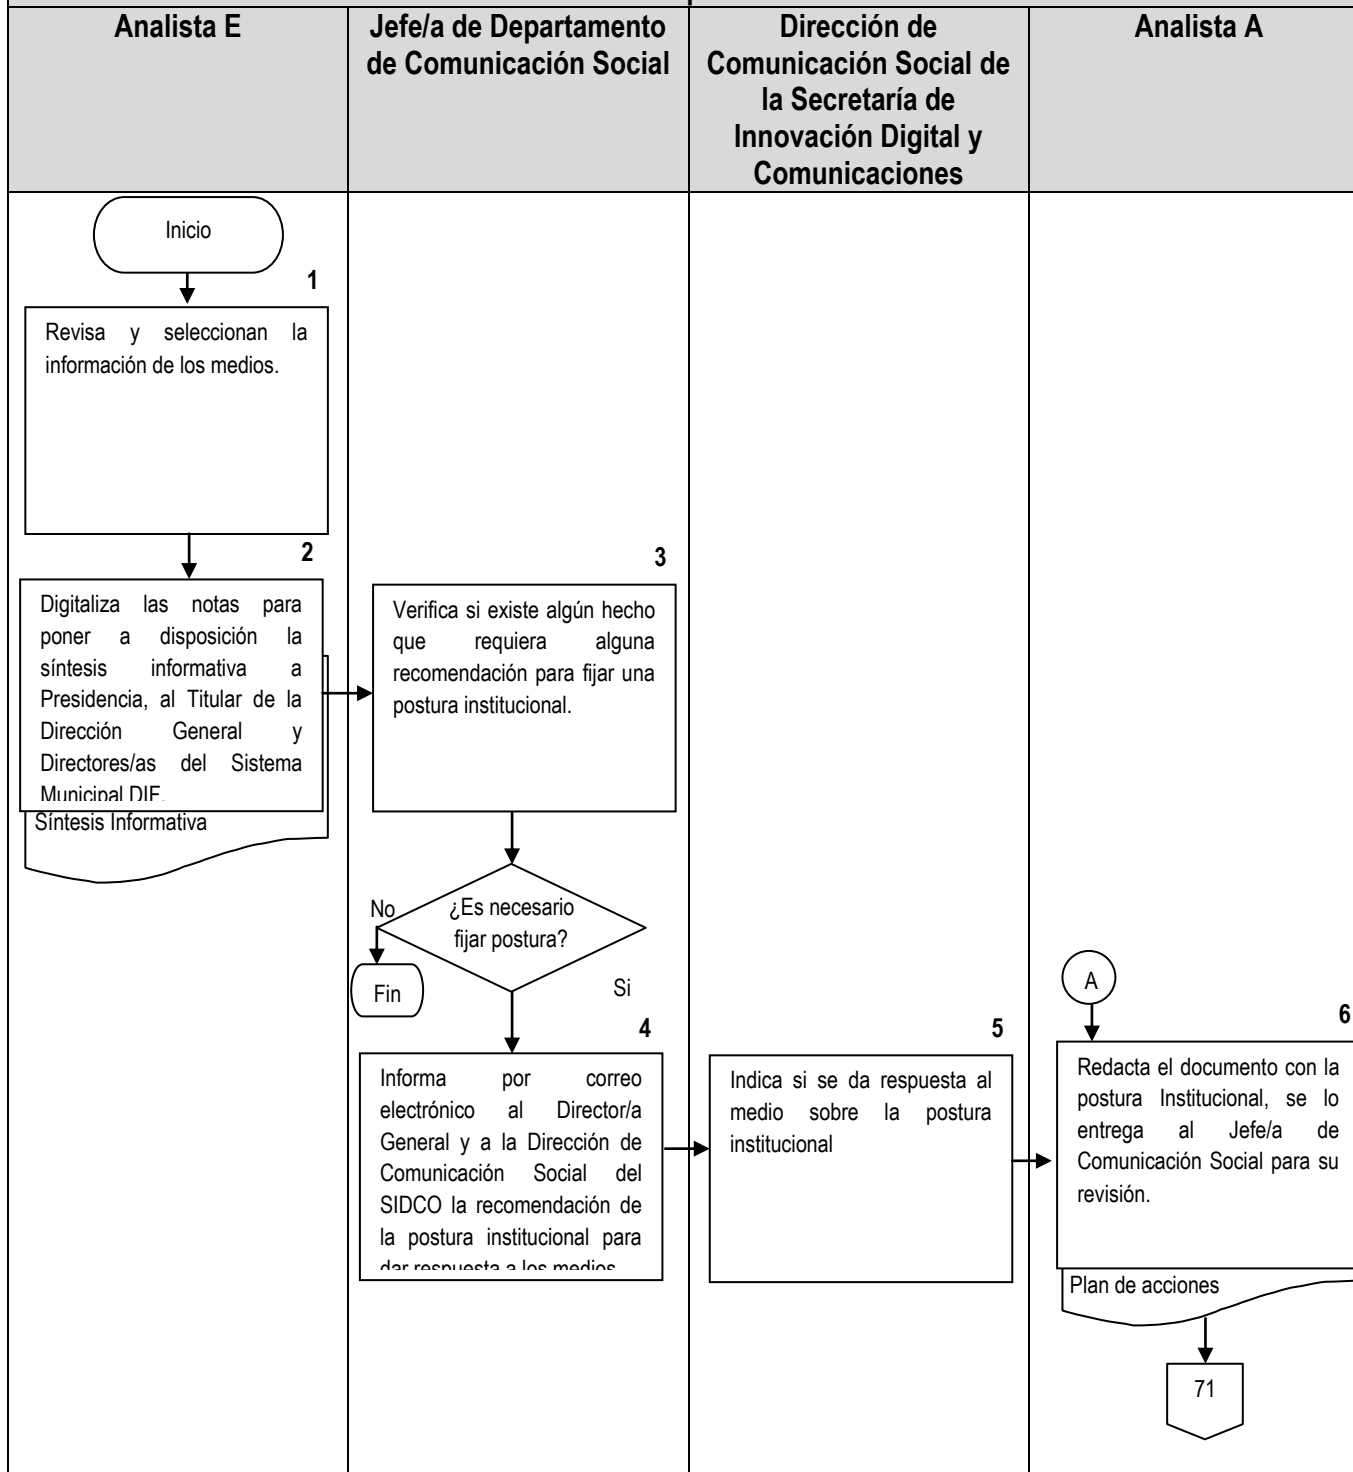 Analista E
Jefe/a de Departamento
de Comunicación Social
Dirección de
Comunicación Social de
la Secretaría de
Innovación Digital y
Comunicaciones
Analista A
Inicio
1
Revisa y seleccionan la
información de los medios.
2
Digitaliza las notas para
poner a disposición la
síntesis informativa a
Presidencia, al Titular de la
Dirección General y
Directores/as del Sistema
Municipal DIF.
Síntesis Informativa
3
Verifica si existe algún hecho
que requiera alguna
recomendación para fijar una
postura institucional.
¿Es necesario
fijar postura?
No
Fin
Si
4
Informa por correo
electrónico al Director/a
General y a la Dirección de
Comunicación Social del
SIDCO la recomendación de
la postura institucional para
dar respuesta a los medios
5
Indica si se da respuesta al
medio sobre la postura
institucional
A
6
Redacta el documento con la
postura Institucional, se lo
entrega al Jefe/a de
Comunicación Social para su
revisión.
Plan de acciones
71